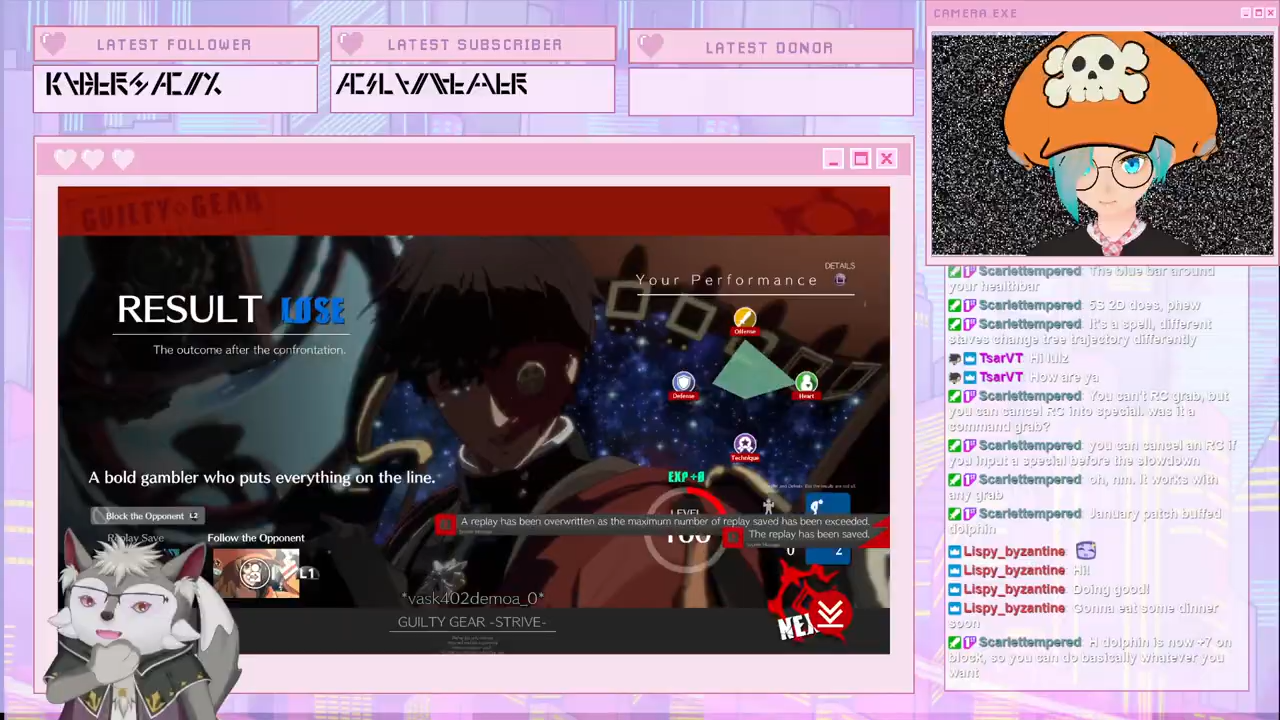 LATEST FOLLOWER
LATEST SUBSCRIBER
LATEST DONOR
CAMERA.EXE
GUILTY GEAR
RESULT LOSE
The outcome after the confrontation.
DETAILS
Your Performance
Offense
Defense
Heart
Technique
A bold gambler who puts everything on the line.
Block the Opponent L2
Replay Save
Follow the Opponent
L1
EXP+0
LEVEL
A replay has been overwritten as the maximum number of replay saved has been exceeded.
The replay has been saved.
0
2
*vask402demoa_0*
GUILTY GEAR -STRIVE-
NEX
Scarlettempered The blue bar around
your healthbar
Scarlettempered 5S 2D does, phew
Scarlettempered It's a spell, different
staves change tree trajectory differently
TsarVT Hi lulz
TsarVT How are ya
Scarlettempered You can't RC grab, but
you can cancel RC into special. was it a
command grab?
Scarlettempered you can cancel an RC if
you input a special before the slowdown
Scarlettempered oh, nm. It works with
any grab
Scarlettempered January patch buffed
dolphin
Lispy_byzantine
Lispy_byzantine Hi!
Lispy_byzantine Doing good!
Lispy_byzantine Gonna eat some dinner
soon
Scarlettempered H dolphin is now +7 on
block, so you can do basically whatever you
want